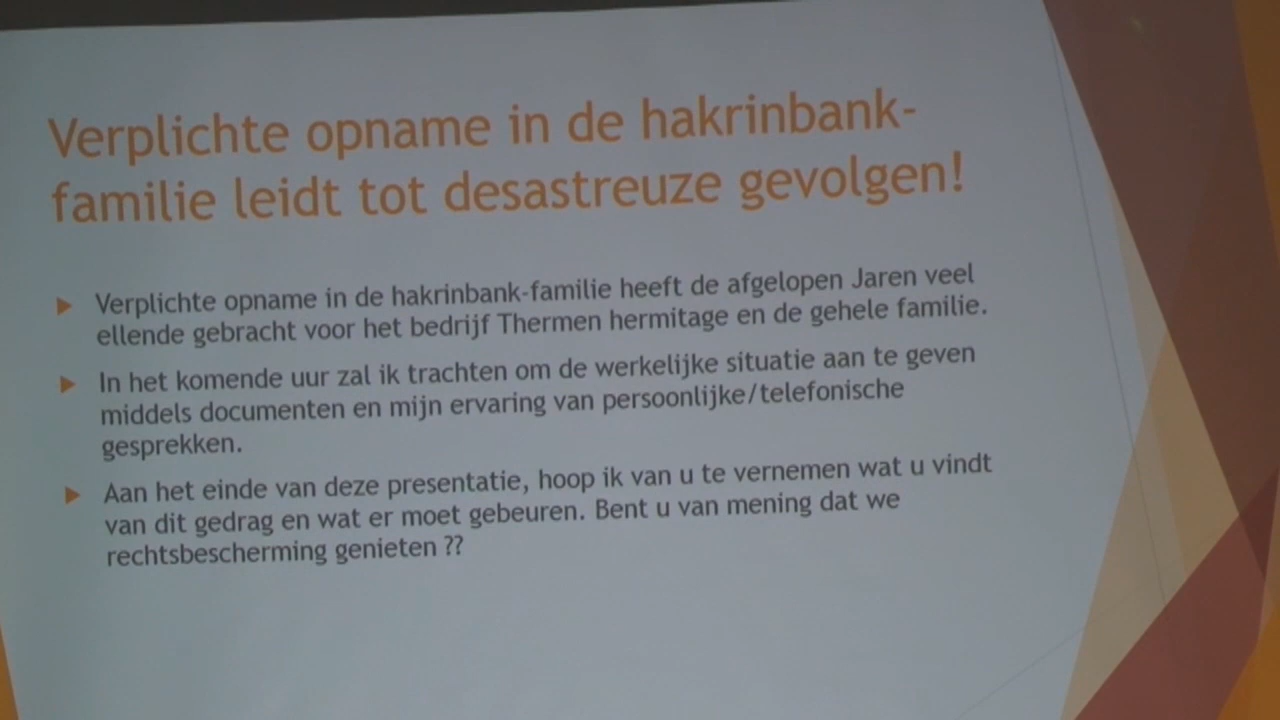 Verplichte opname in de hakrinbank-
familie leidt tot desastreuze gevolgen!
Verplichte opname in de hakrinbank-familie heeft de afgelopen Jaren veel
ellende gebracht voor het bedrijf Thermen hermitage en de gehele familie.
In het komende uur zal ik trachten om de werkelijke situatie aan te geven
middels documenten en mijn ervaring van persoonlijke/telefonische
gesprekken.
Aan het einde van deze presentatie, hoop ik van u te vernemen wat u vindt
van dit gedrag en wat er moet gebeuren. Bent u van mening dat we
rechtsbescherming genieten ??